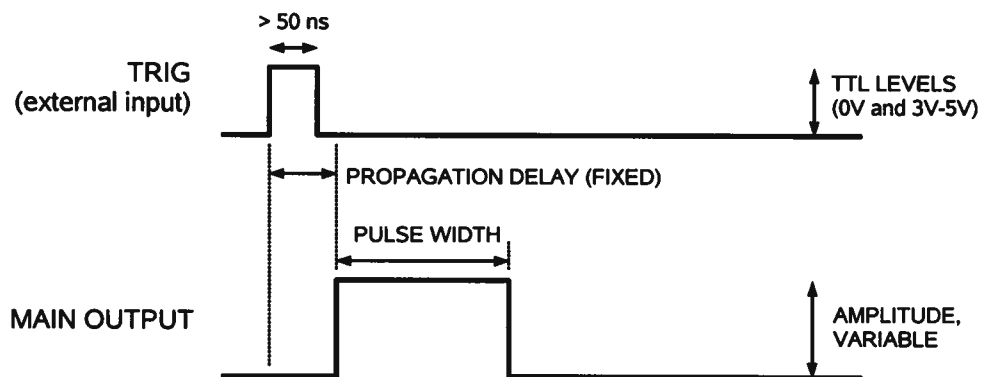 > 50 ns
TRIG
(external input)
TTL LEVELS
(0V and 3V-5V)
PROPAGATION DELAY (FIXED)
PULSE WIDTH
MAIN OUTPUT
AMPLITUDE,
VARIABLE